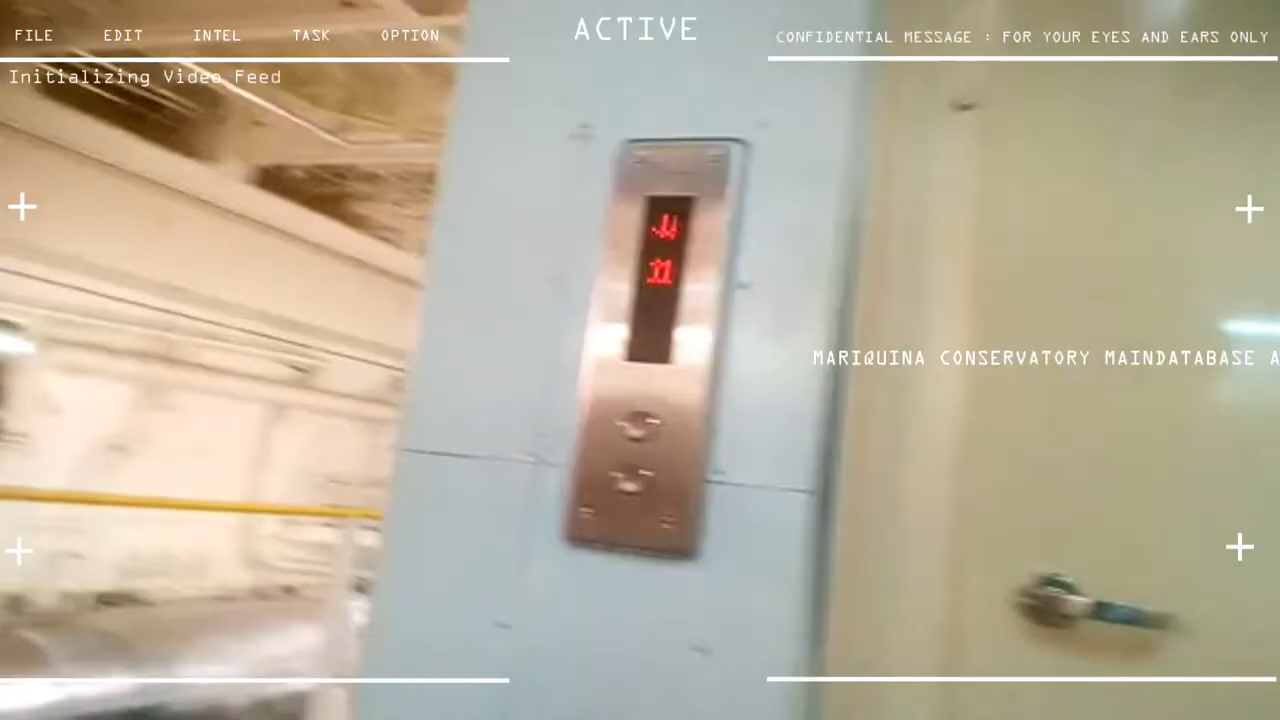 FILE EDIT INTEL TASK OPTION
ACTIVE
CONFIDENTIAL MESSAGE : FOR YOUR EYES AND EARS ONLY
Initializing Video Feed
MARIQUINA CONSERVATORY MAINDATABASE A